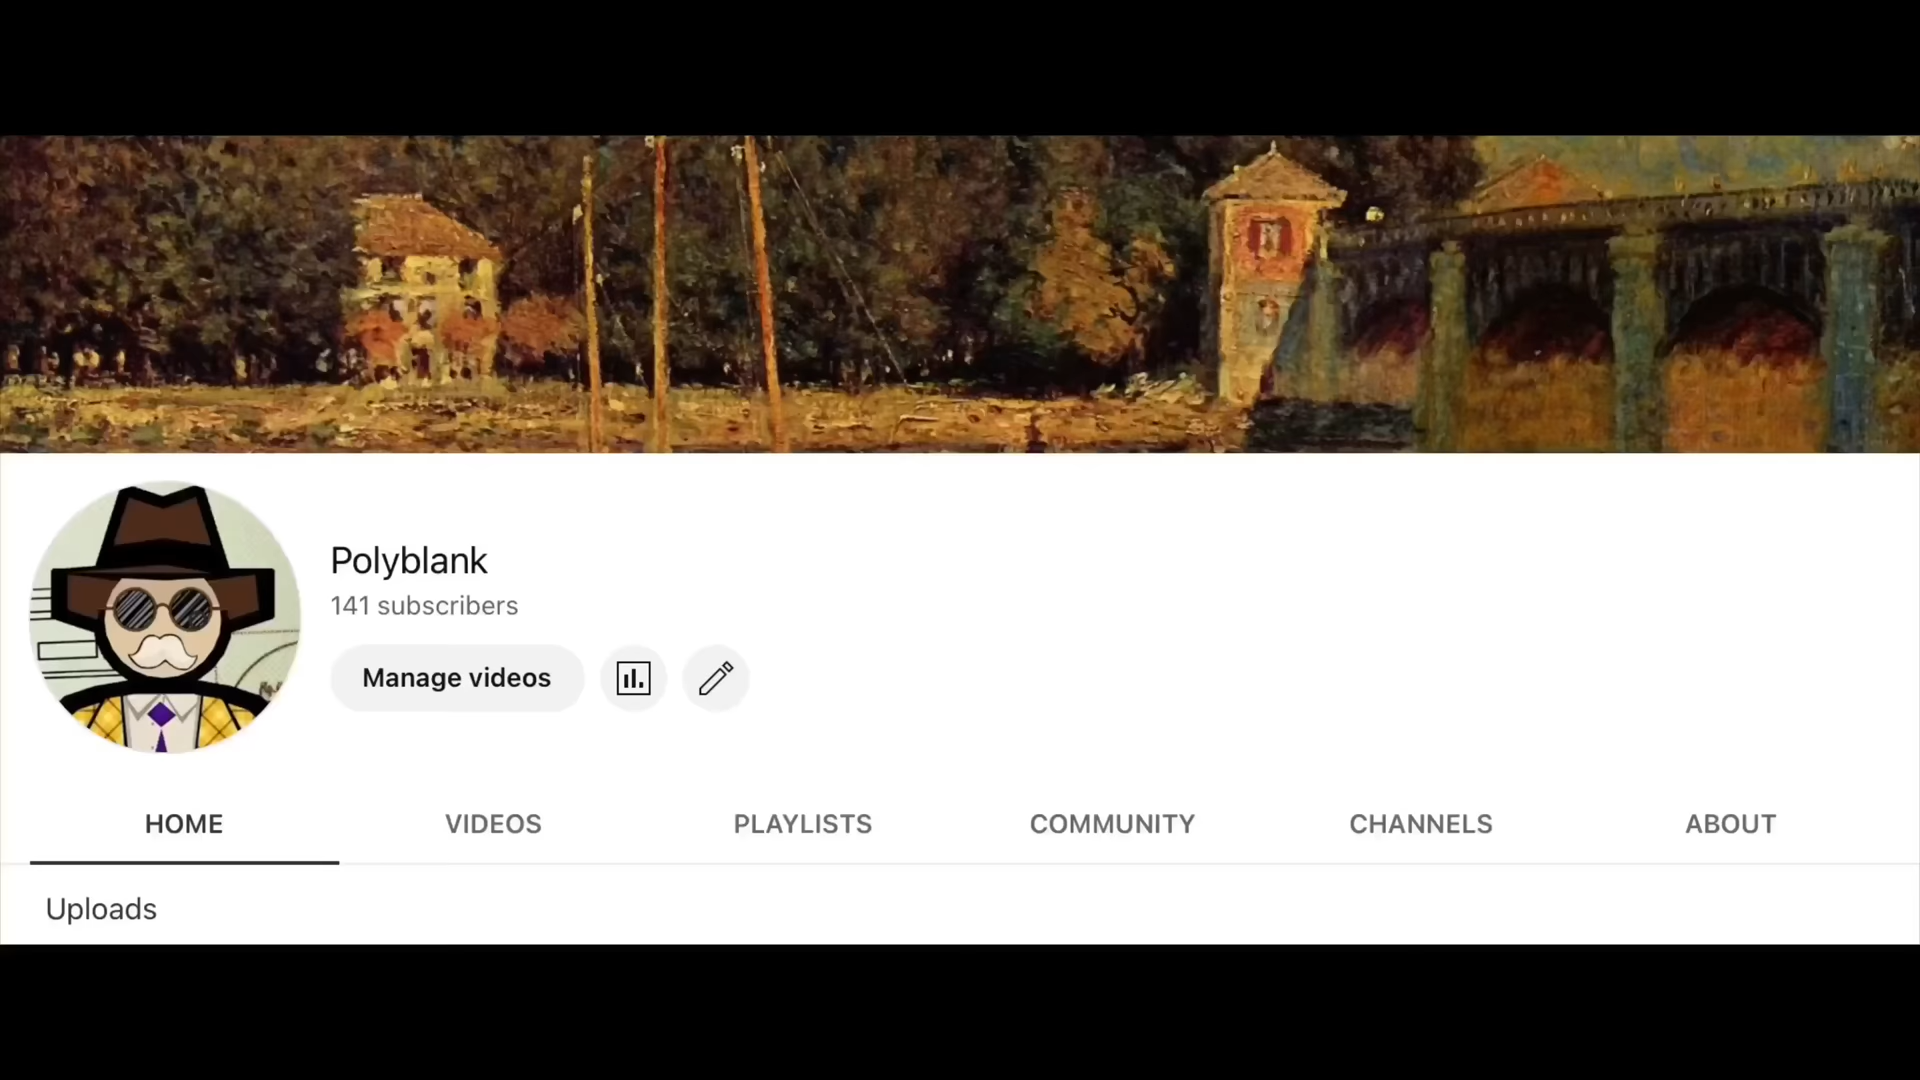 Polyblank
141 subscribers
Manage videos
HOME VIDEOS PLAYLISTS COMMUNITY CHANNELS ABOUT
Uploads